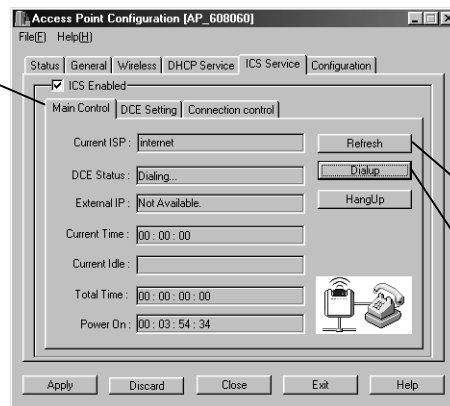 Access Point Configuration [AP_608060]
File(F) Help(H)
Status General Wireless DHCP Service ICS Service Configuration
ICS Enabled
Main Control DCE Setting Connection control
Current ISP : internet Refresh
DCE Status : Dialing... Dialup
External IP : Not Available. HangUp
Current Time : 00 : 00 : 00
Current Idle :
Total Time : 00 : 00 : 00 : 00
Power On : 00 : 03 : 54 : 34
Apply Discard Close Exit Help